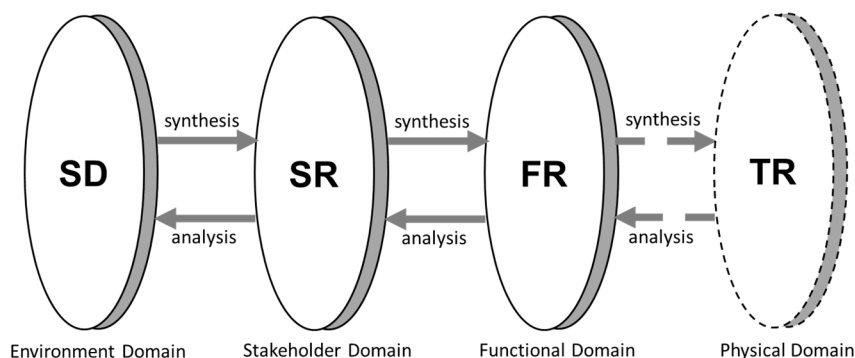 synthesis synthesis synthesis
SD SR FR TR
analysis analysis analysis
Environment Domain Stakeholder Domain Functional Domain Physical Domain